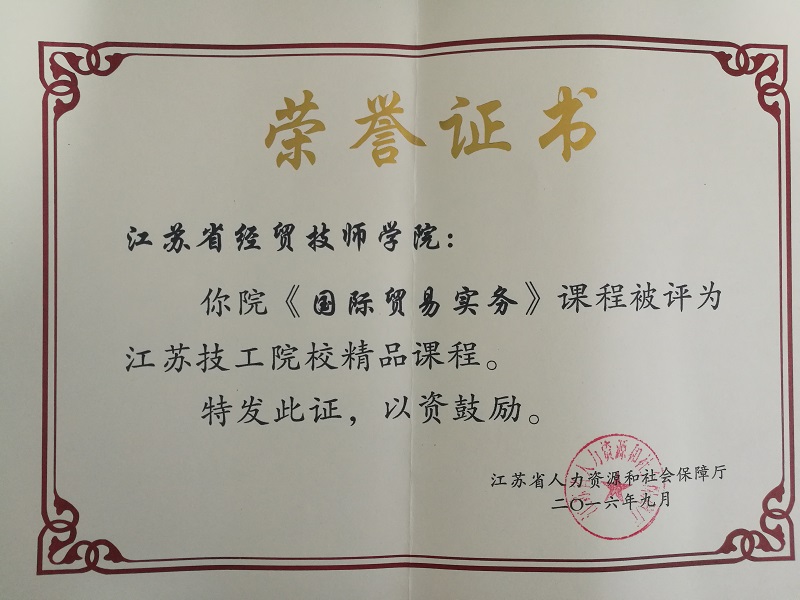 荣誉证书
江苏省经贸技师学院：
你院《国际贸易实务》课程被评为
江苏技工院校精品课程。
特发此证，以资鼓励。
江苏省人力资源和社会保障厅
二〇一六年九月